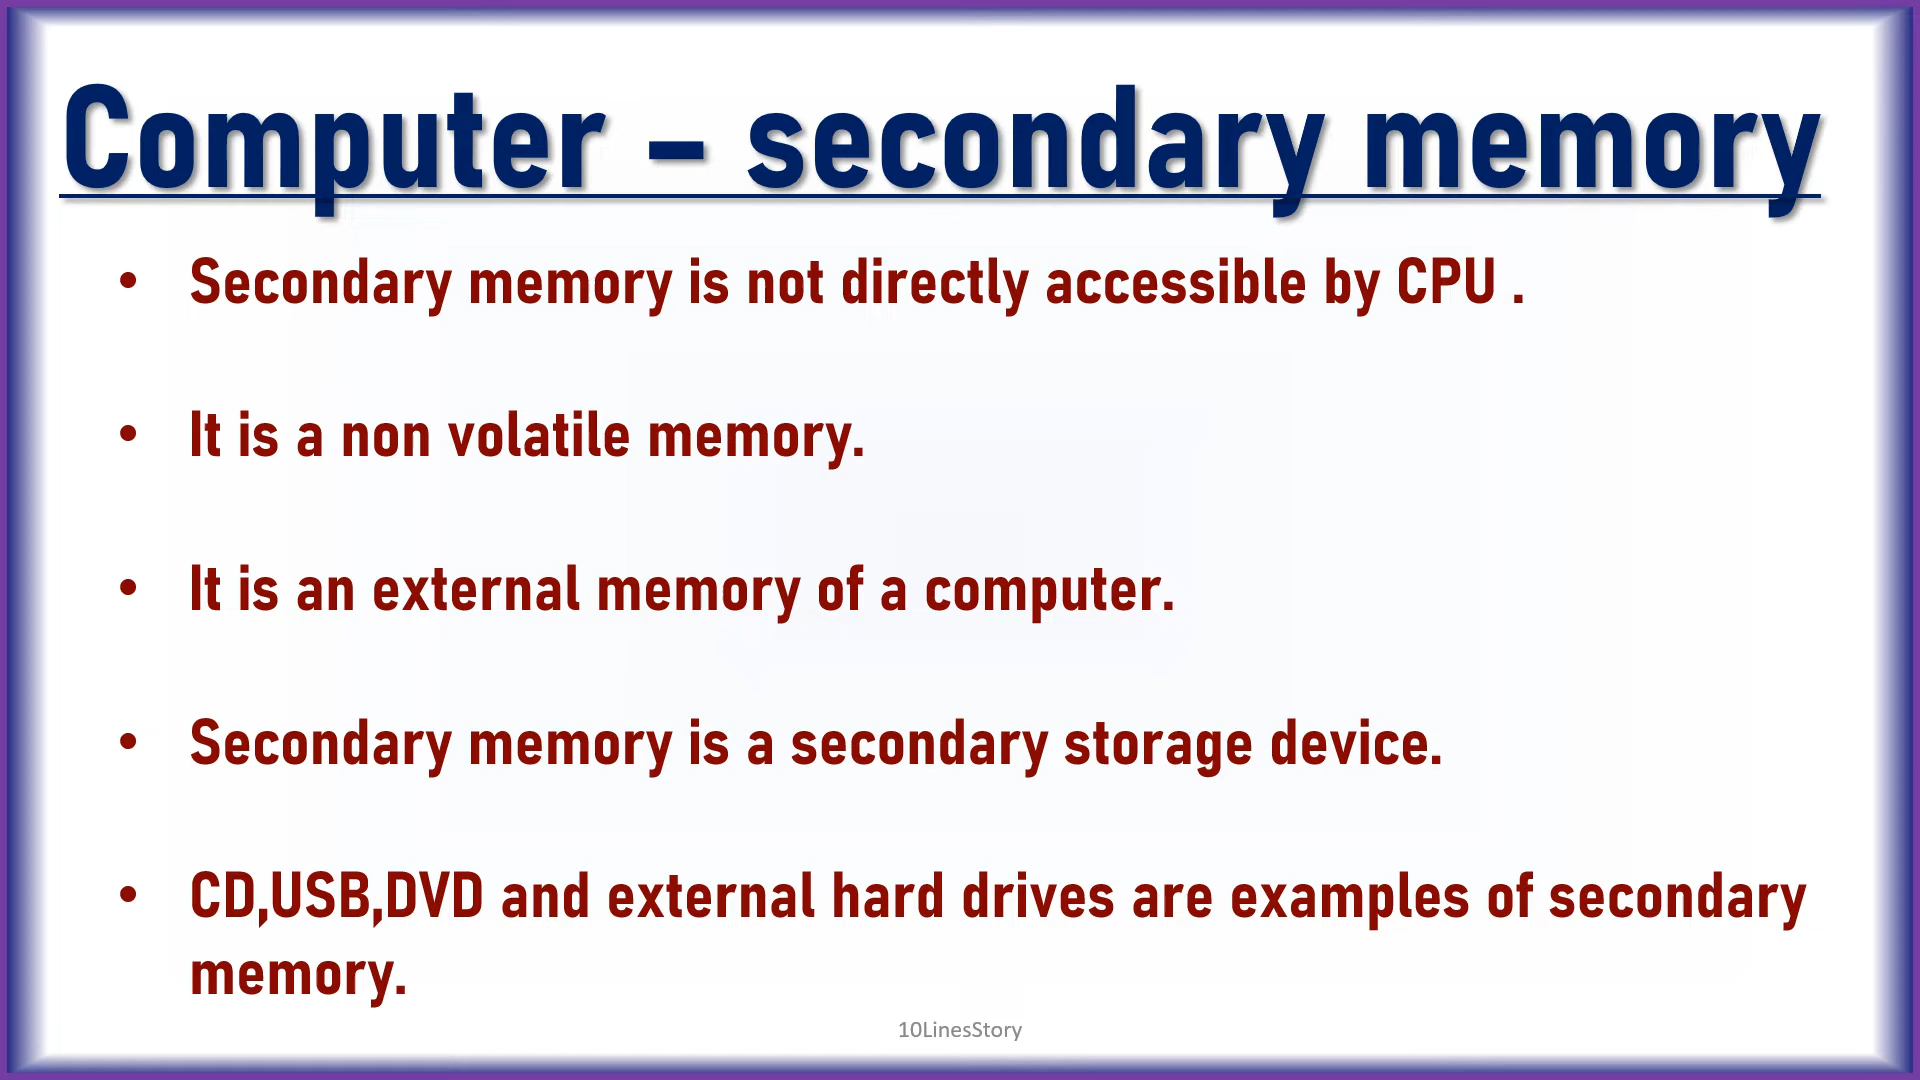 Computer – secondary memory
• Secondary memory is not directly accessible by CPU .
• It is a non volatile memory.
• It is an external memory of a computer.
• Secondary memory is a secondary storage device.
• CD,USB,DVD and external hard drives are examples of secondary
memory.
10LinesStory